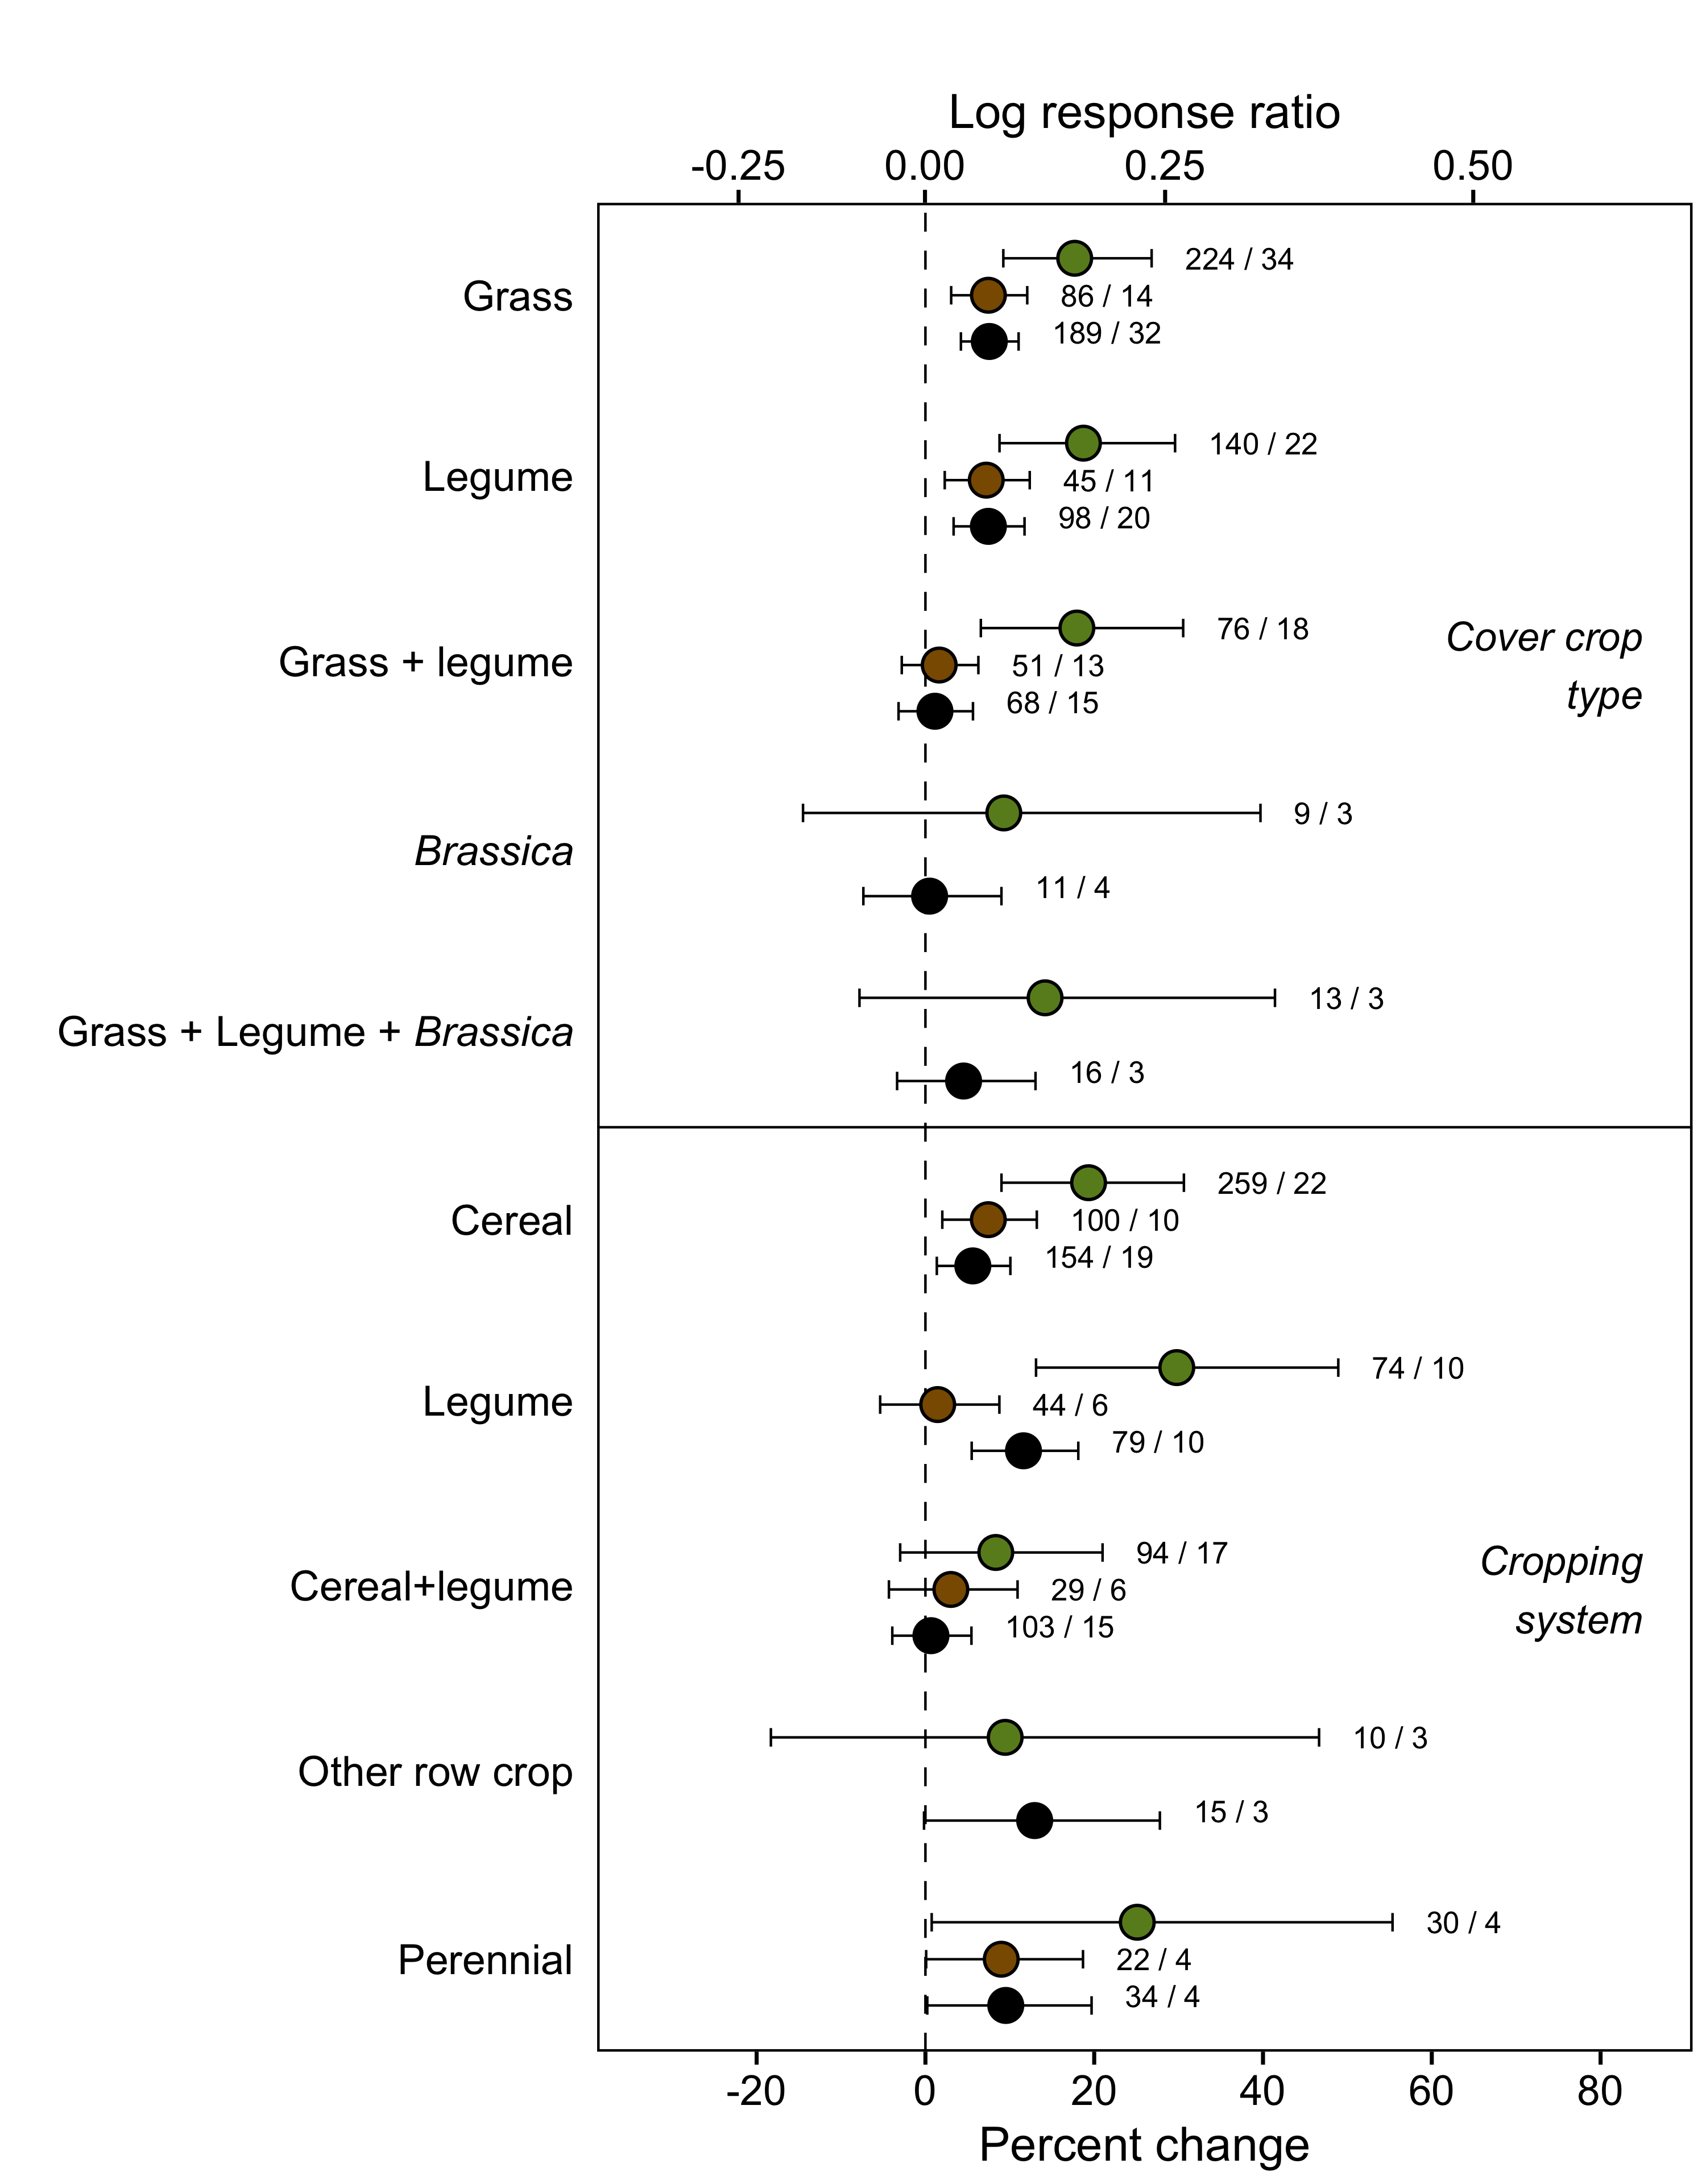 Log response ratio
-0.25 0.00 0.25 0.50
224 / 34
Grass 86 / 14
189 / 32
140 / 22
Legume 45 / 11
98 / 20
76 / 18
Grass + legume 51 / 13
68 / 15
Cover crop
type
9 / 3
Brassica
11 / 4
13 / 3
Grass + Legume + Brassica
16 / 3
259 / 22
Cereal 100 / 10
154 / 19
74 / 10
Legume 44 / 6
79 / 10
94 / 17
Cereal+legume 29 / 6
103 / 15
Cropping
system
10 / 3
Other row crop
15 / 3
30 / 4
Perennial 22 / 4
34 / 4
-20 0 20 40 60 80
Percent change